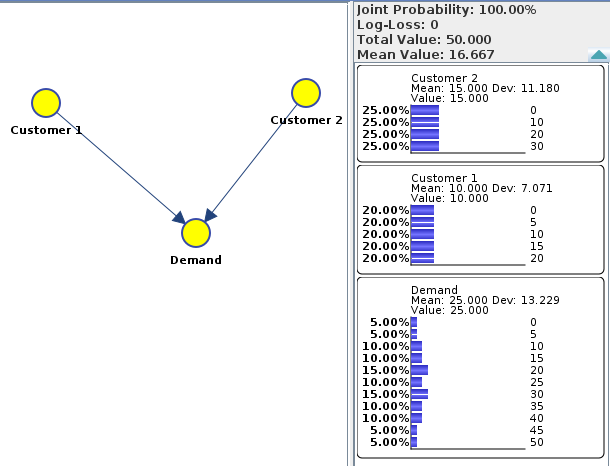 Customer 1
Customer 2
Demand
Joint Probability: 100.00%
Log-Loss: 0
Total Value: 50.000
Mean Value: 16.667
Customer 2
Mean: 15.000 Dev: 11.180
Value: 15.000
25.00% 0
25.00% 10
25.00% 20
25.00% 30
Customer 1
Mean: 10.000 Dev: 7.071
Value: 10.000
20.00% 0
20.00% 5
20.00% 10
20.00% 15
20.00% 20
Demand
Mean: 25.000 Dev: 13.229
Value: 25.000
5.00% 0
5.00% 5
10.00% 10
10.00% 15
15.00% 20
10.00% 25
15.00% 30
10.00% 35
10.00% 40
5.00% 45
5.00% 50